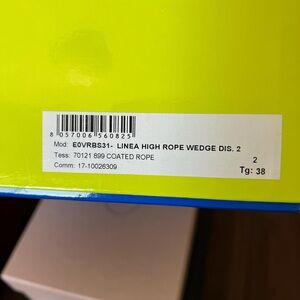 8 057006 560825
Mod: E0VRBS31- LINEA HIGH ROPE WEDGE DIS. 2
Tess: 70121 899 COATED ROPE
2
Comm: 17-10026309
Tg: 38